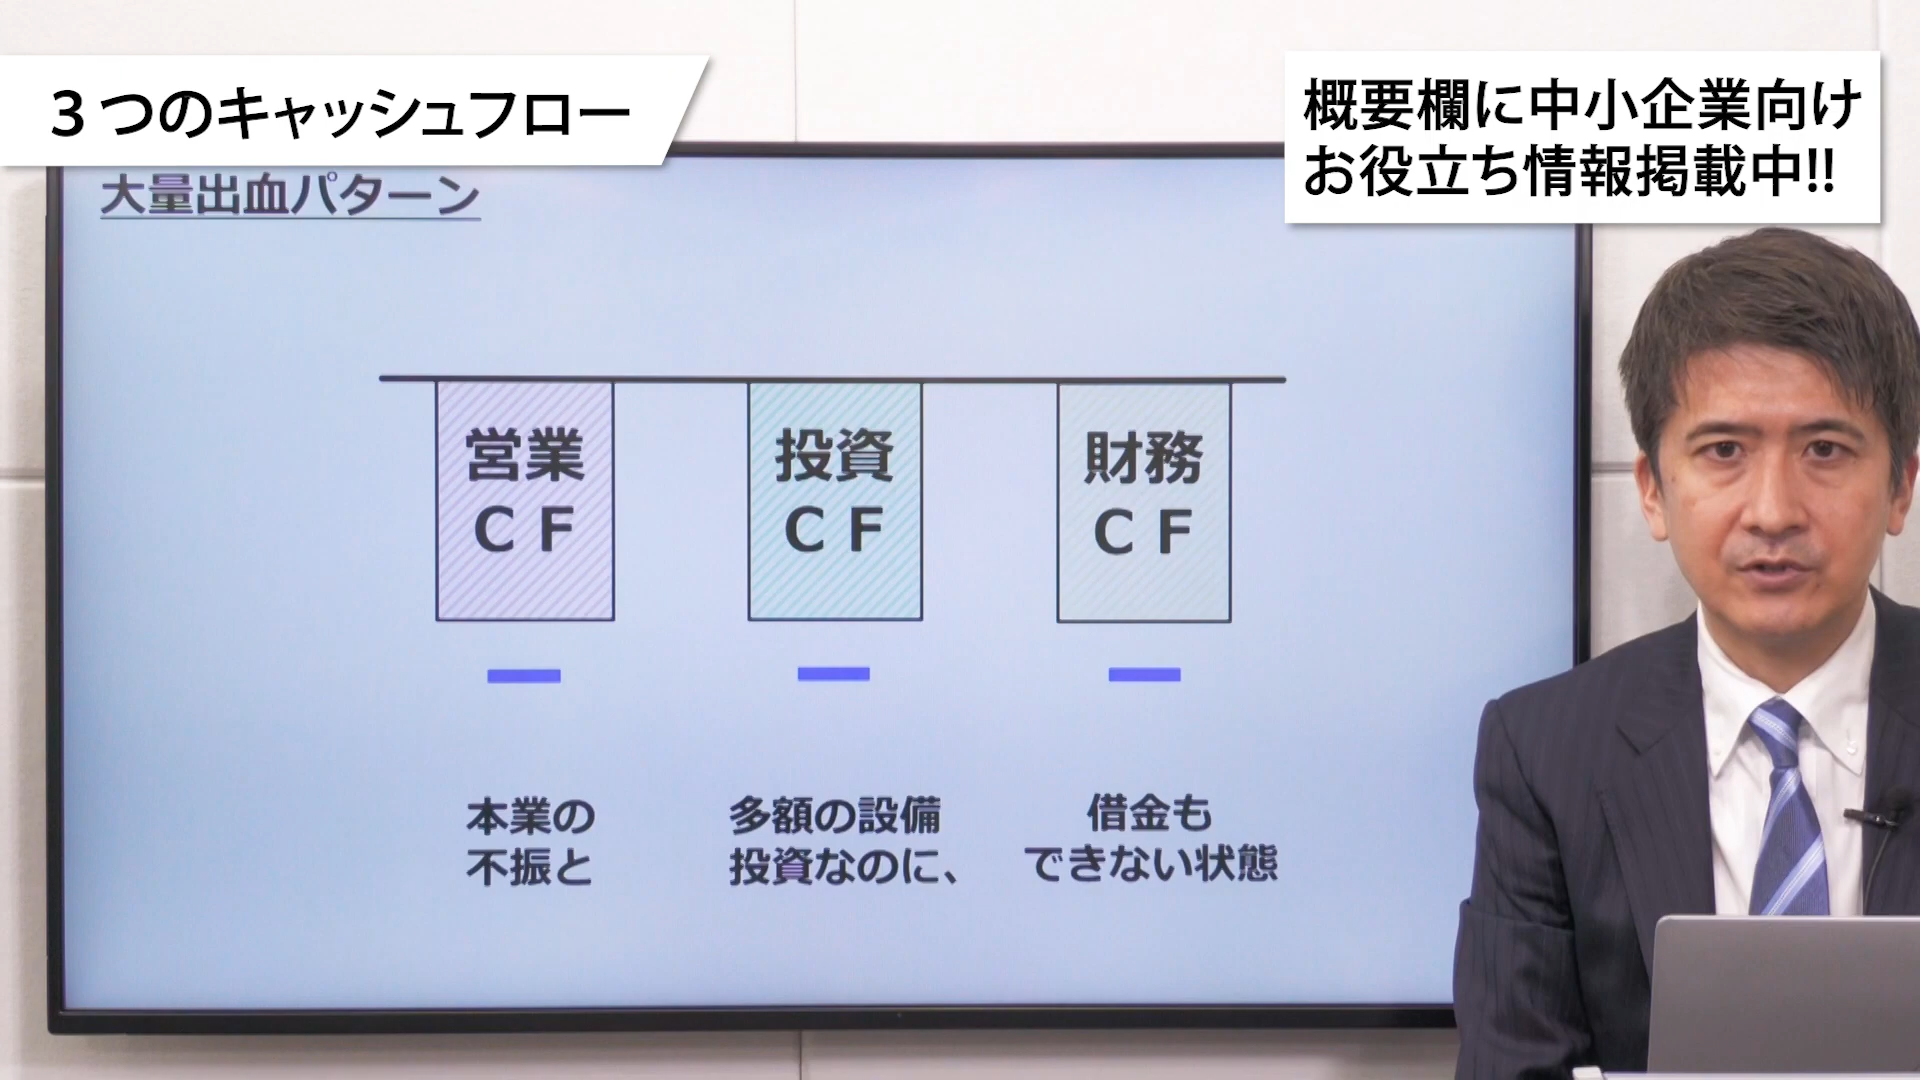 ３つのキャッシュフロー
概要欄に中小企業向け
お役立ち情報掲載中!!
大量出血パターン
営業
ＣＦ
投資
ＣＦ
財務
ＣＦ
本業の
不振と
多額の設備
投資なのに、
借金も
できない状態